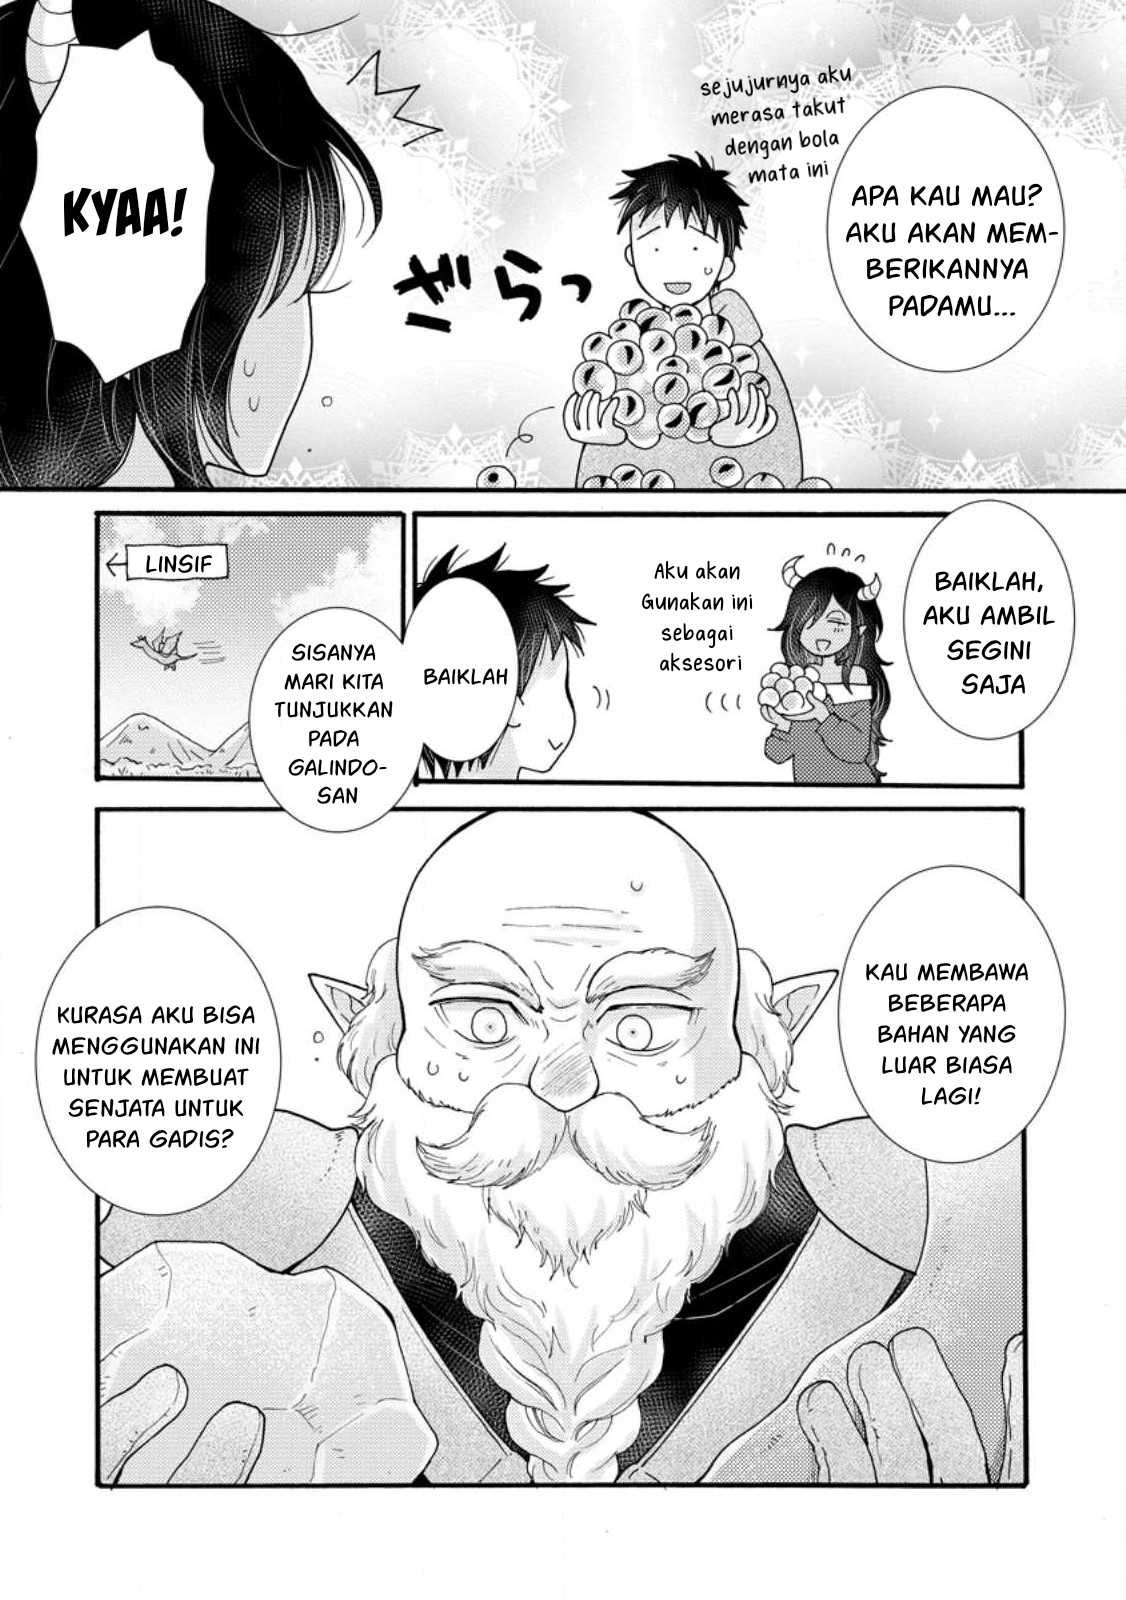 APA KAU MAU?
AKU AKAN MEM-
BERIKANNYA
PADAMU...
sejujurnya aku
merasa takut
dengan bola
mata ini
ざらっ
KYAA!
BAIKLAH,
AKU AMBIL
SEGINI
SAJA
Aku akan
Gunakan ini
sebagai
aksesori
BAIKLAH
SISANYA
MARI KITA
TUNJUKKAN
PADA
GALINDO-
SAN
← LINSIF
KAU MEMBAWA
BEBERAPA
BAHAN YANG
LUAR BIASA
LAGI!
KURASA AKU BISA
MENGGUNAKAN INI
UNTUK MEMBUAT
SENJATA UNTUK
PARA GADIS?